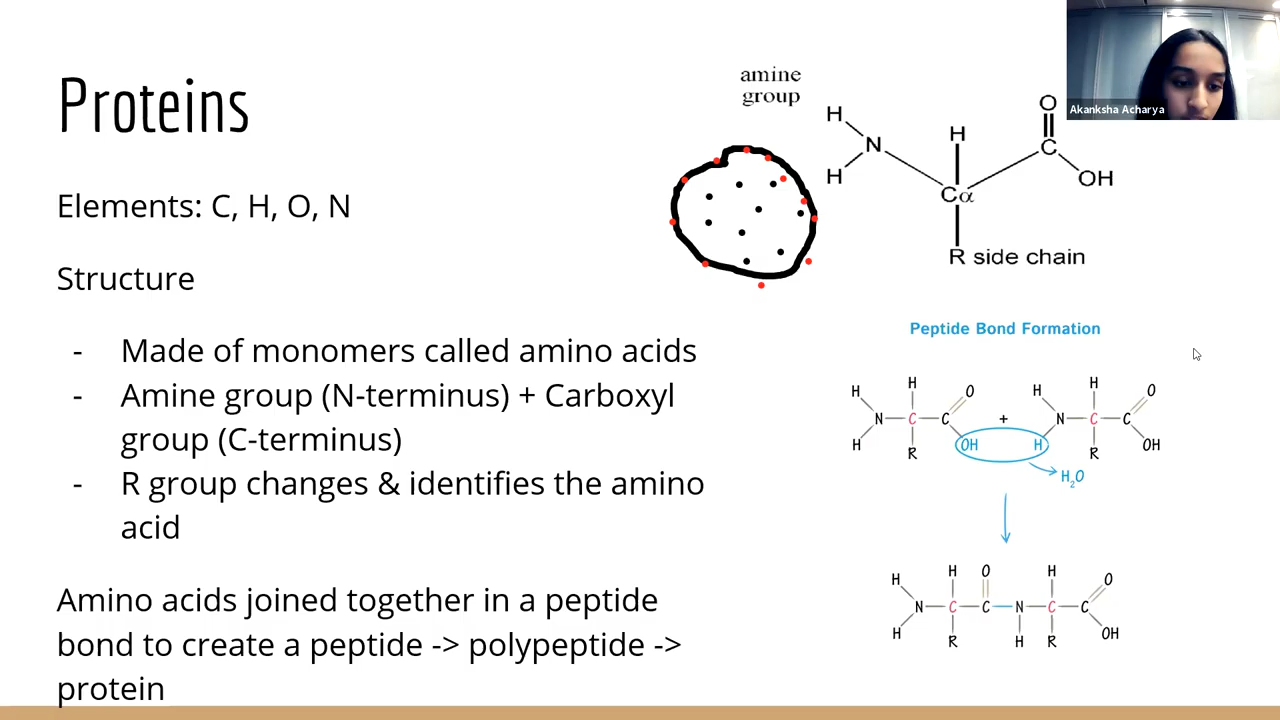 Proteins
Elements: C, H, O, N
Structure
- Made of monomers called amino acids
- Amine group (N-terminus) + Carboxyl
group (C-terminus)
- R group changes & identifies the amino
acid
Amino acids joined together in a peptide
bond to create a peptide -> polypeptide ->
protein
amine
group
H
H
N
H
Cα
R side chain
O
C
OH
Akanksha Acharya
Peptide Bond Formation
H H O H H O
N C C + N C C
H R OH H R OH
H₂O
H H O H O
N C C N C C
H R H R OH